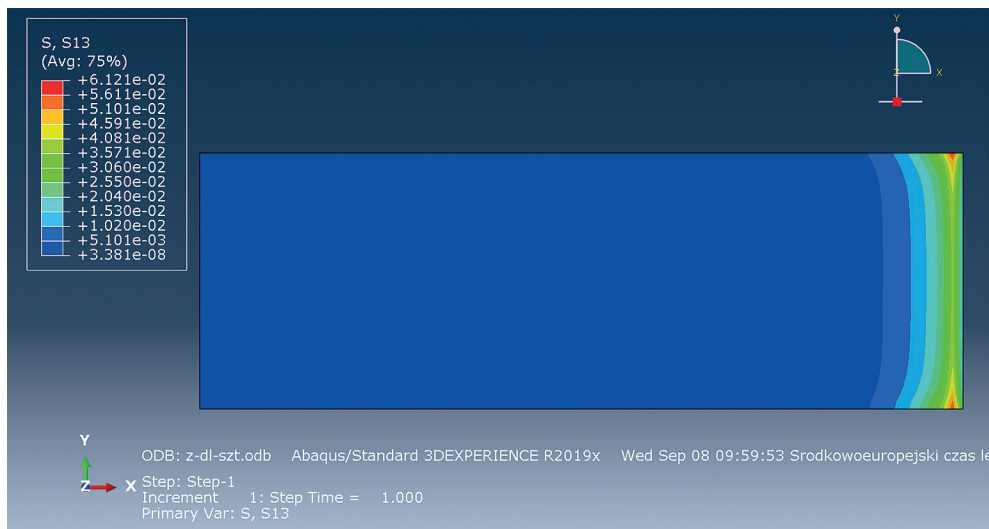 S, S13
(Avg: 75%)
+6.121e-02
+5.611e-02
+5.101e-02
+4.591e-02
+4.081e-02
+3.571e-02
+3.060e-02
+2.550e-02
+2.040e-02
+1.530e-02
+1.020e-02
+5.101e-03
+3.381e-08
Y
Z X
Y
Z X
ODB: z-dl-szt.odb Abaqus/Standard 3DEXPERIENCE R2019x Wed Sep 08 09:59:53 Srodkowoeuropejski czas le
Step: Step-1
Increment 1: Step Time = 1.000
Primary Var: S, S13